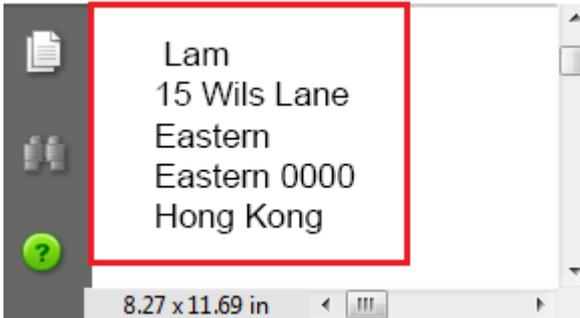 Lam
15 Wils Lane
Eastern
Eastern 0000
Hong Kong
?
8.27 x 11.69 in